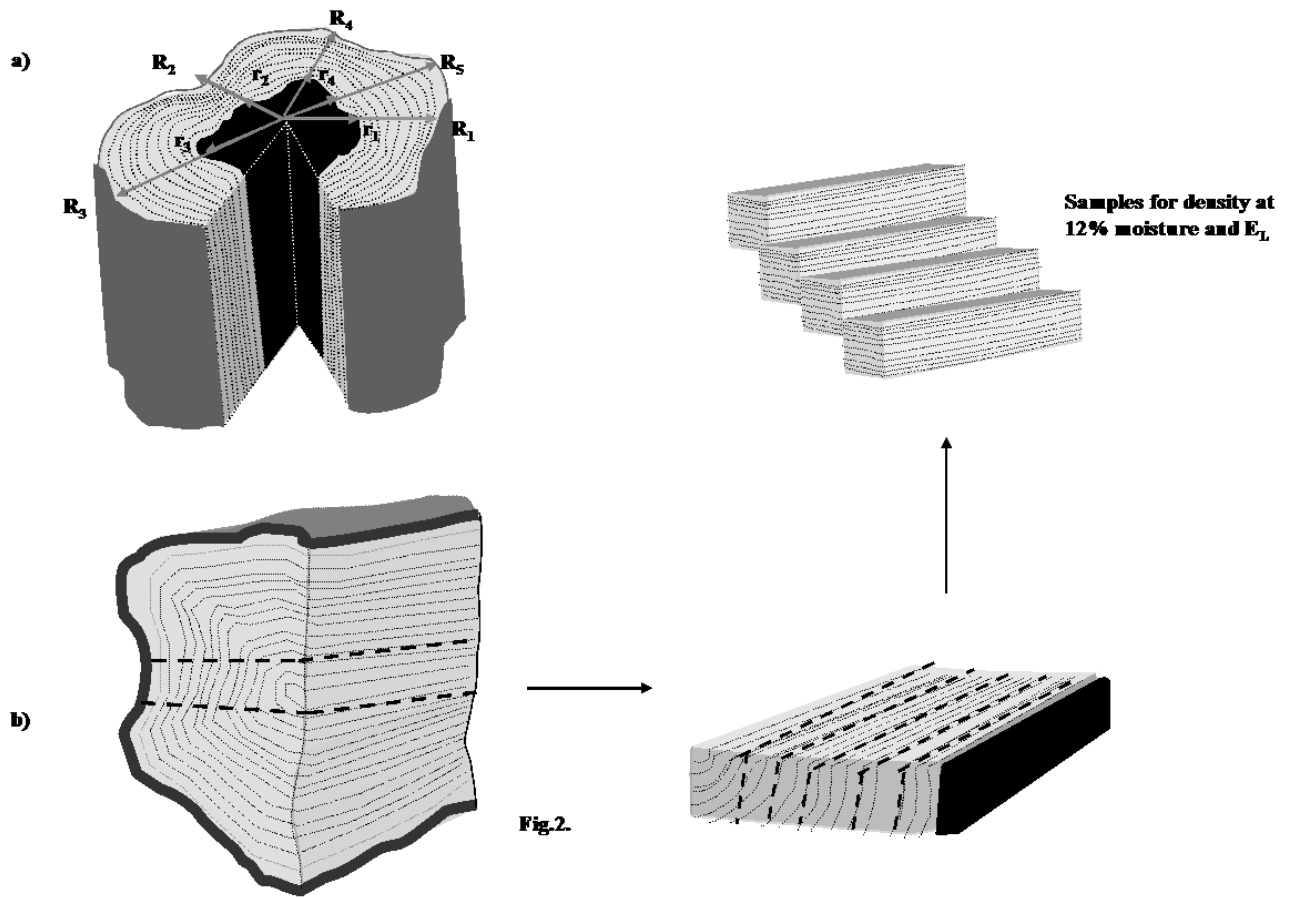 a)
R4
R2
r2
r4
R5
r3
r1
R1
R3
Samples for density at
12% moisture and EL
b)
Fig.2.